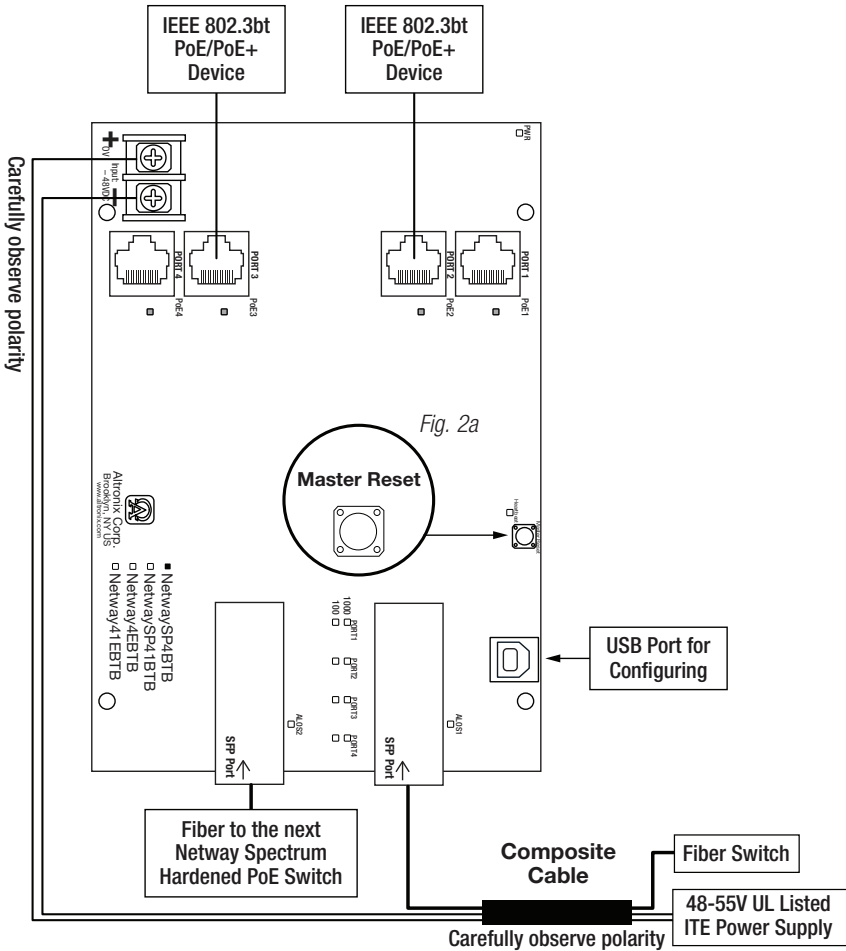 IEEE 802.3bt
PoE/PoE+
Device
IEEE 802.3bt
PoE/PoE+
Device
Carefully observe polarity
+
0V
Input:
– 48VDC
–
PWR
PORT 4
PoE4
PORT 3
PoE3
PORT 2
PoE2
PORT 1
PoE1
Fig. 2a
Master Reset
Heartbeat
Master Reset
Altronix Corp.
Brooklyn, NY US
www.altronix.com
NetwaySP4BTB
NetwaySP41BTB
Netway4EBTB
Netway41EBTB
1000
100
PORT1
PORT2
PORT3
PORT4
ALOS2
ALOS1
SFP Port
SFP Port
USB Port for
Configuring
Fiber to the next
Netway Spectrum
Hardened PoE Switch
Composite
Cable
Fiber Switch
48-55V UL Listed
ITE Power Supply
Carefully observe polarity